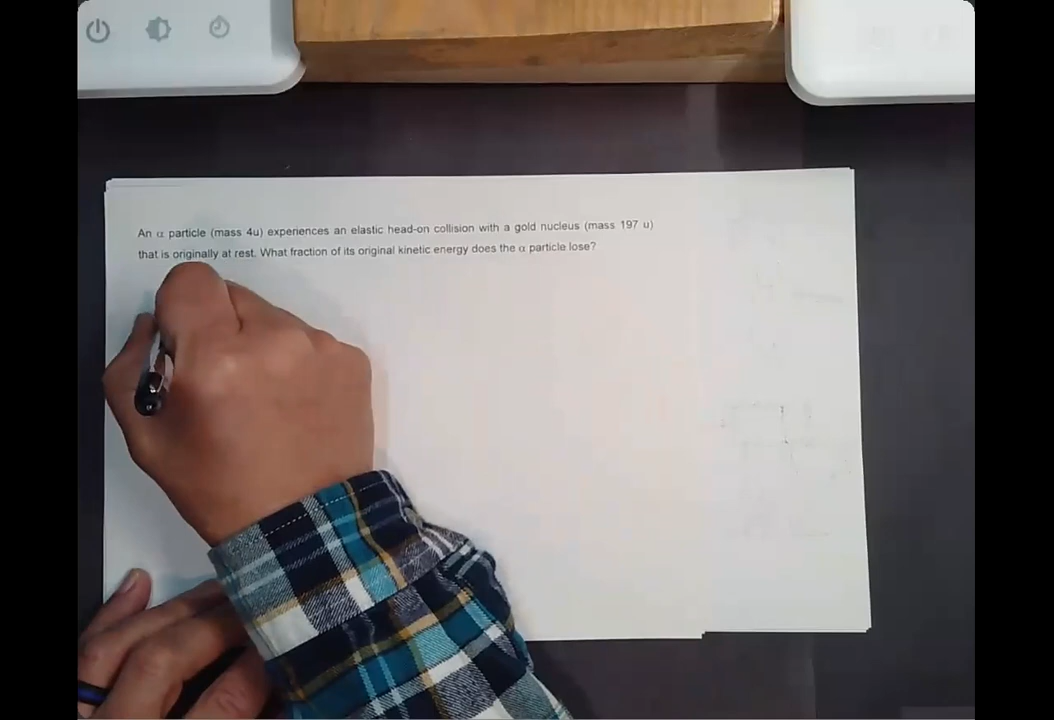 An α particle (mass 4u) experiences an elastic head-on collision with a gold nucleus (mass 197 u)
that is originally at rest. What fraction of its original kinetic energy does the α particle lose?